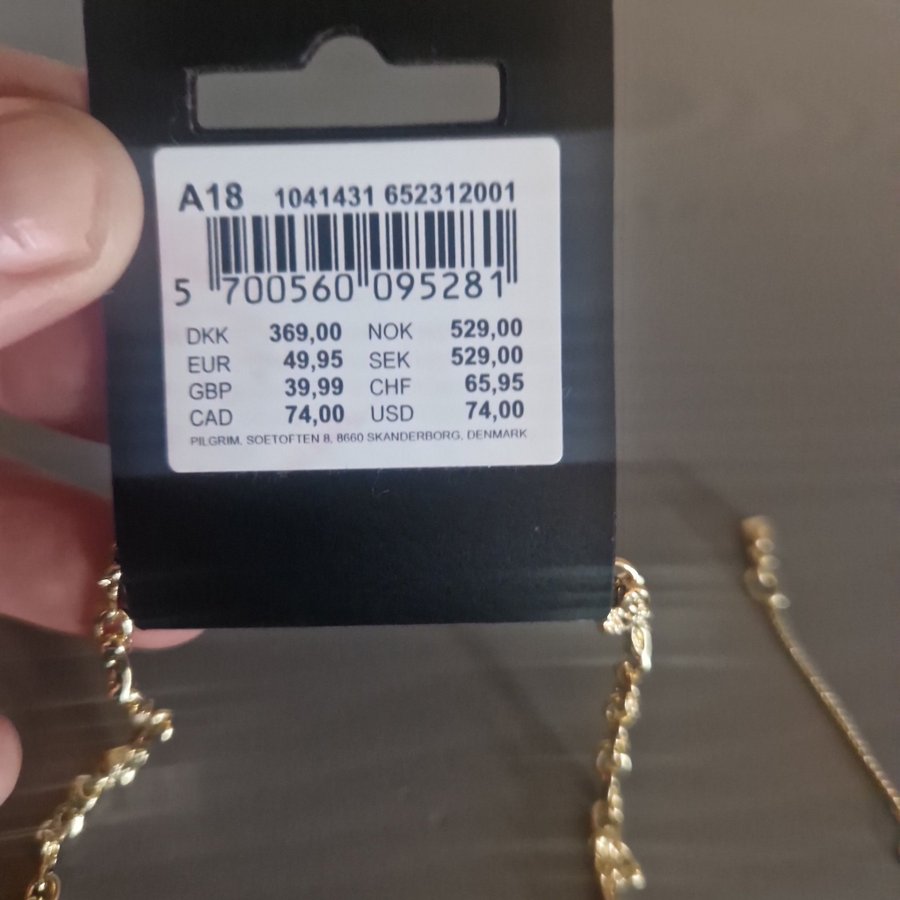 A18 1041431 652312001
5 700560 095281
DKK 369,00 NOK 529,00
EUR 49,95 SEK 529,00
GBP 39,99 CHF 65,95
CAD 74,00 USD 74,00
PILGRIM, SOETOFTEN 8, 8660 SKANDERBORG, DENMARK